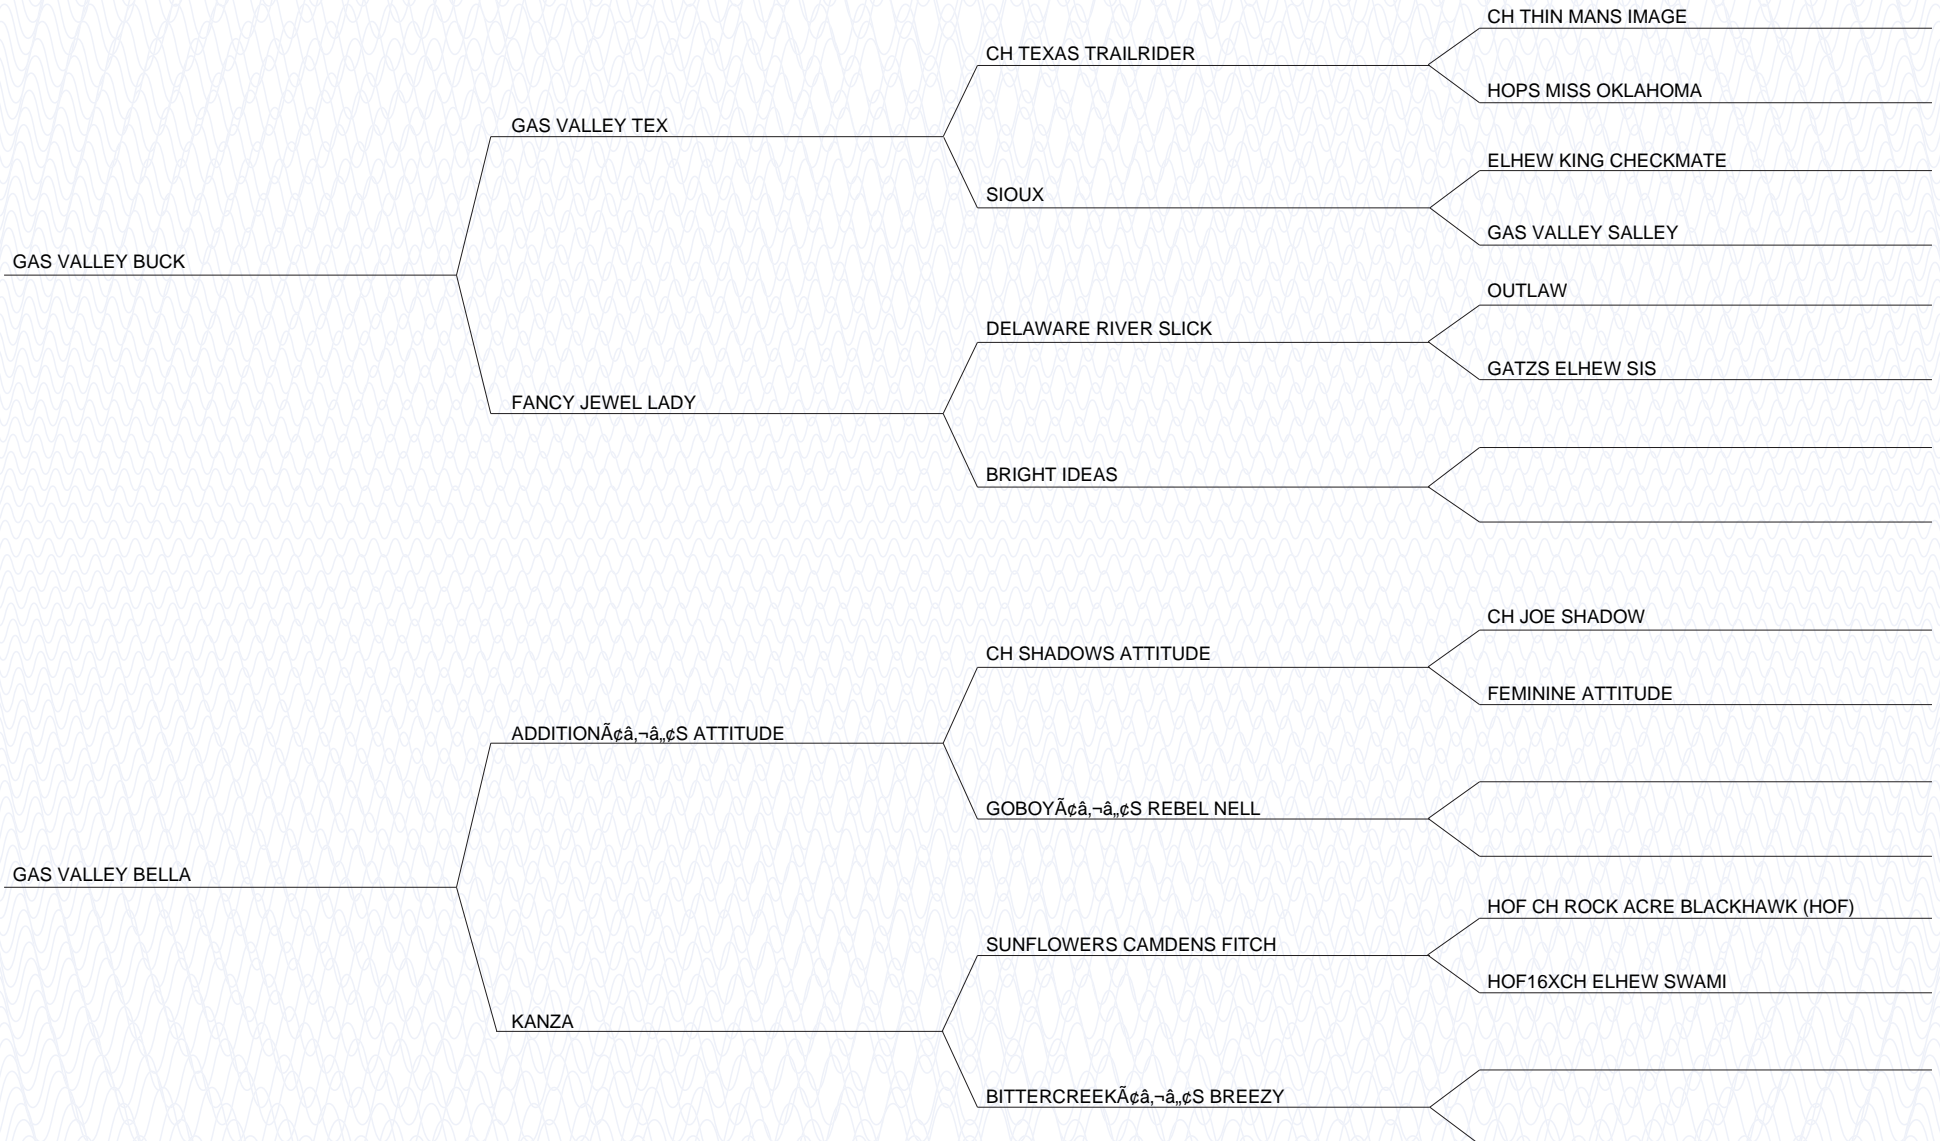 CH THIN MANS IMAGE
CH TEXAS TRAILRIDER
HOPS MISS OKLAHOMA
GAS VALLEY TEX
ELHEW KING CHECKMATE
SIOUX
GAS VALLEY SALLEY
GAS VALLEY BUCK
OUTLAW
DELAWARE RIVER SLICK
GATZS ELHEW SIS
FANCY JEWEL LADY
BRIGHT IDEAS
CH JOE SHADOW
CH SHADOWS ATTITUDE
FEMININE ATTITUDE
ADDITIONÃ¢â‚¬â„¢S ATTITUDE
GOBOYÃ¢â‚¬â„¢S REBEL NELL
GAS VALLEY BELLA
HOF CH ROCK ACRE BLACKHAWK (HOF)
SUNFLOWERS CAMDENS FITCH
HOF16XCH ELHEW SWAMI
KANZA
BITTERCREEKÃ¢â‚¬â„¢S BREEZY